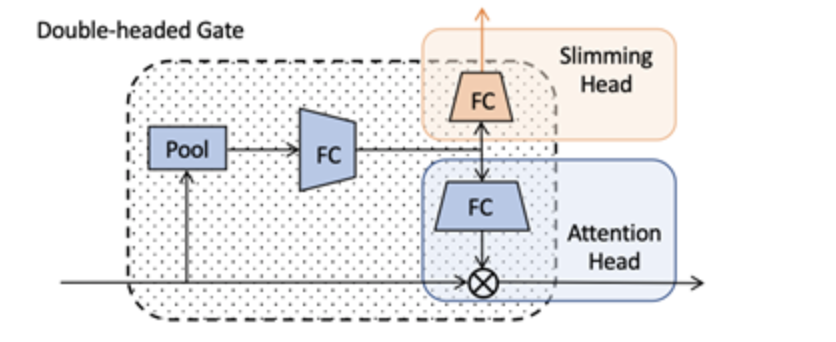 Double-headed Gate
Slimming
Head
FC
Pool
FC
FC
Attention
Head